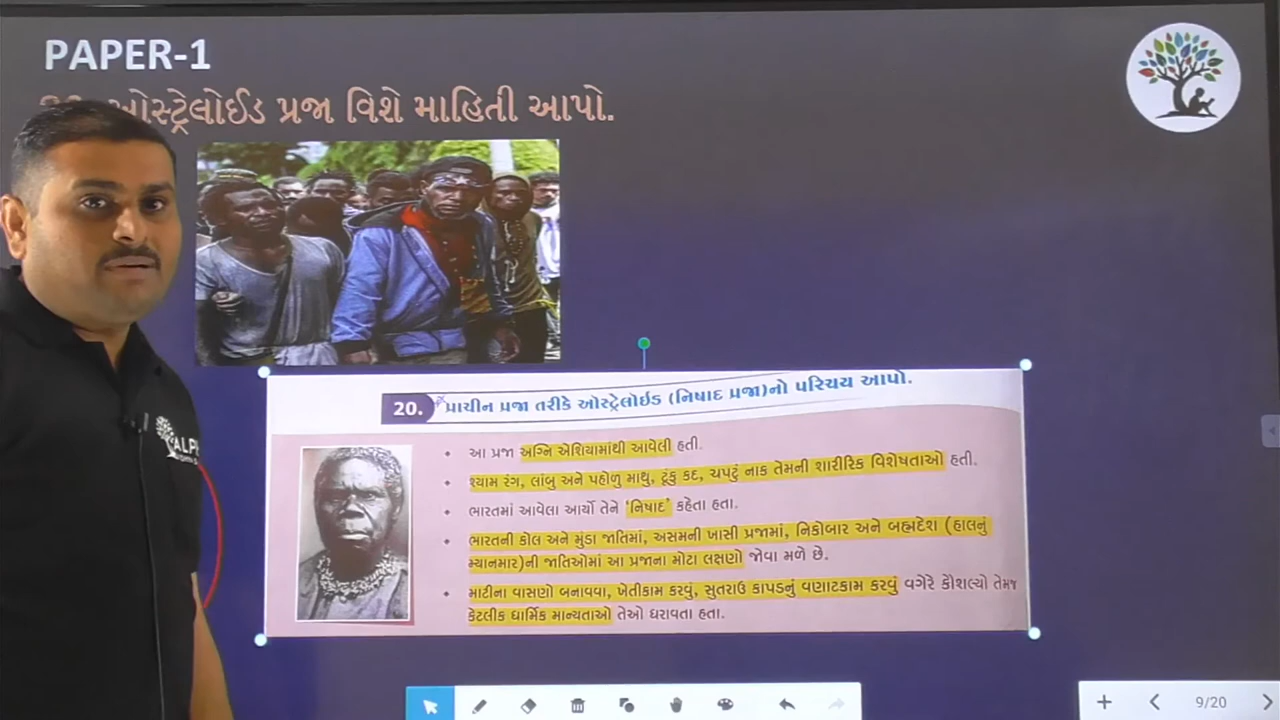 PAPER-1
ઓસ્ટ્રેલોઈડ પ્રજા વિશે માહિતી આપો.
20. પ્રાચીન પ્રજા તરીકે ઓસ્ટ્રેલોઈડ (નિષાદ પ્રજા)નો પરિચય આપો.
• આ પ્રજા અગ્નિ એશિયામાંથી આવેલી હતી.
• શ્યામ રંગ, લાંબુ અને પહોળુ માથુ, ટૂંકું કદ, ચપટું નાક તેમની શારીરિક વિશેષતાઓ હતી.
• ભારતમાં આવેલા આર્યો તેને ‘નિષાદ’ કહેતા હતા.
• ભારતની કોલ અને મુંડા જાતિમાં, અસમની ખાસી પ્રજામાં, નિકોબાર અને બહ્મદેશ (હાલનું
મ્યાનમાર)ની જાતિઓમાં આ પ્રજાના મોટા લક્ષણો જોવા મળે છે.
• માટીના વાસણો બનાવવા, ખેતીકામ કરવું, સુતરાઉ કાપડનું વણાટકામ કરવું વગેરે કૌશલ્યો તેમજ
કેટલીક ધાર્મિક માન્યતાઓ તેઓ ધરાવતા હતા.
9/20